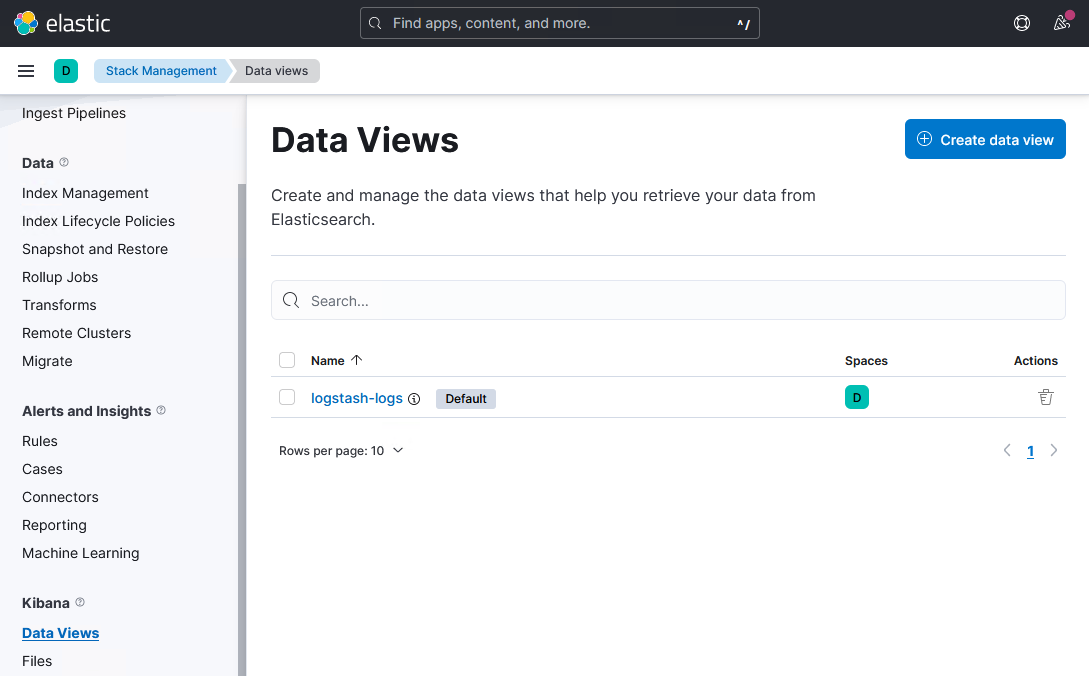 elastic
Find apps, content, and more.
^/
D
Stack Management
Data views
Ingest Pipelines
Data
Index Management
Index Lifecycle Policies
Snapshot and Restore
Rollup Jobs
Transforms
Remote Clusters
Migrate
Alerts and Insights
Rules
Cases
Connectors
Reporting
Machine Learning
Kibana
Data Views
Files
Data Views
Create data view
Create and manage the data views that help you retrieve your data from
Elasticsearch.
Search...
Name Spaces Actions
logstash-logs Default D
Rows per page: 10
1